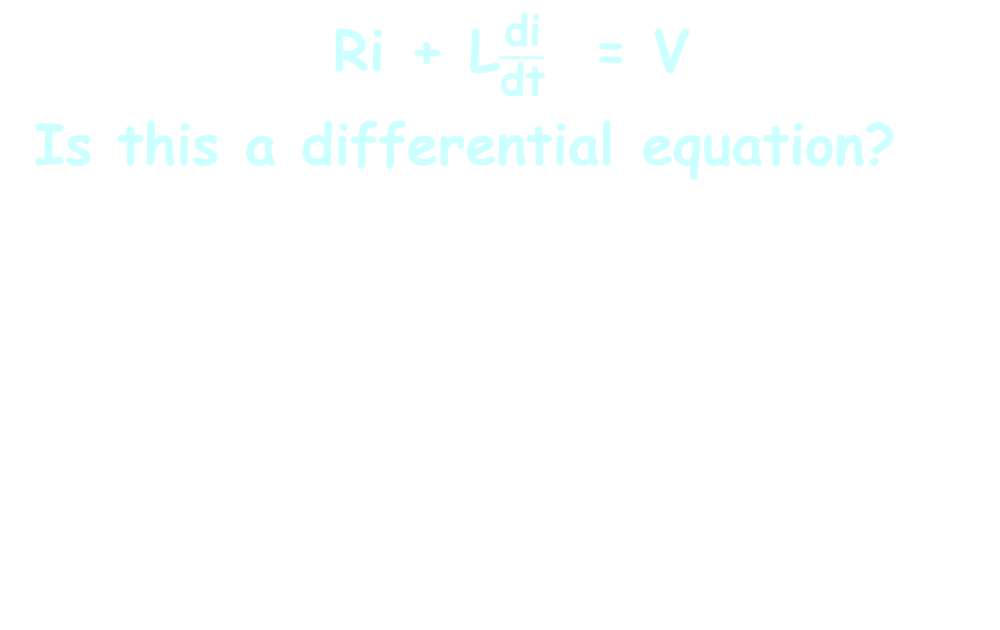 Ri + L di/dt = V
Is this a differential equation?